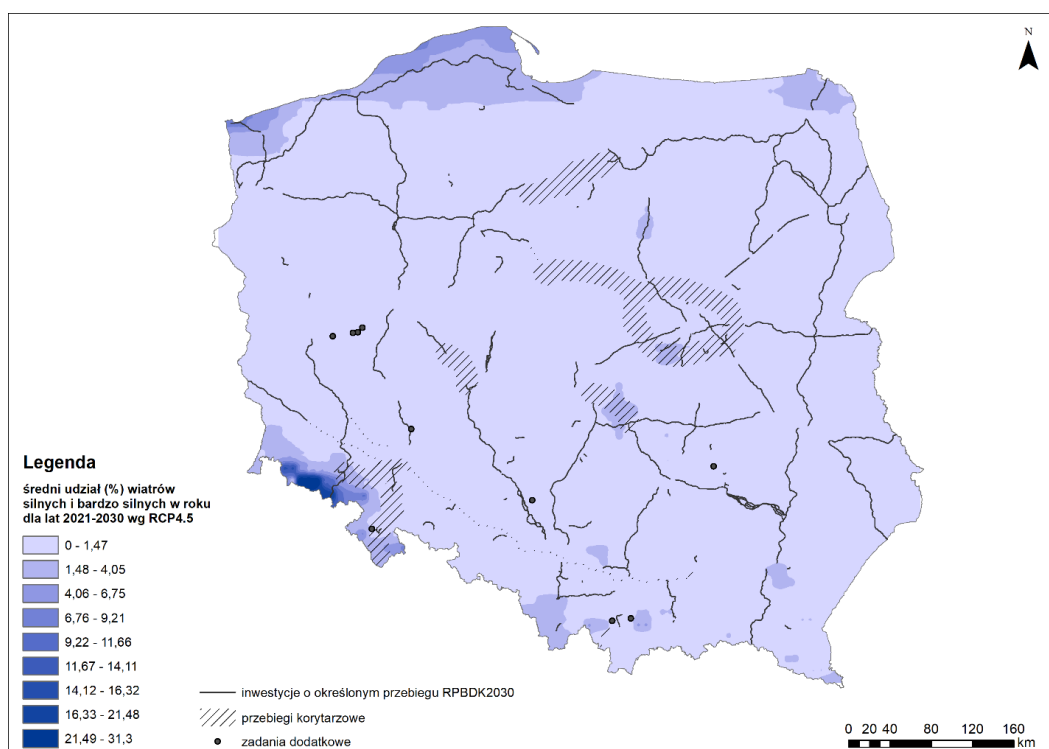 N
Legenda
średni udział (%) wiatrów
silnych i bardzo silnych w roku
dla lat 2021-2030 wg RCP4.5
0 - 1,47
1,48 - 4,05
4,06 - 6,75
6,76 - 9,21
9,22 - 11,66
11,67 - 14,11
14,12 - 16,32
16,33 - 21,48
21,49 - 31,3
inwestycje o określonym przebiegu RPBDK2030
przebiegi korytarzowe
zadania dodatkowe
0 20 40 80 120 160
km